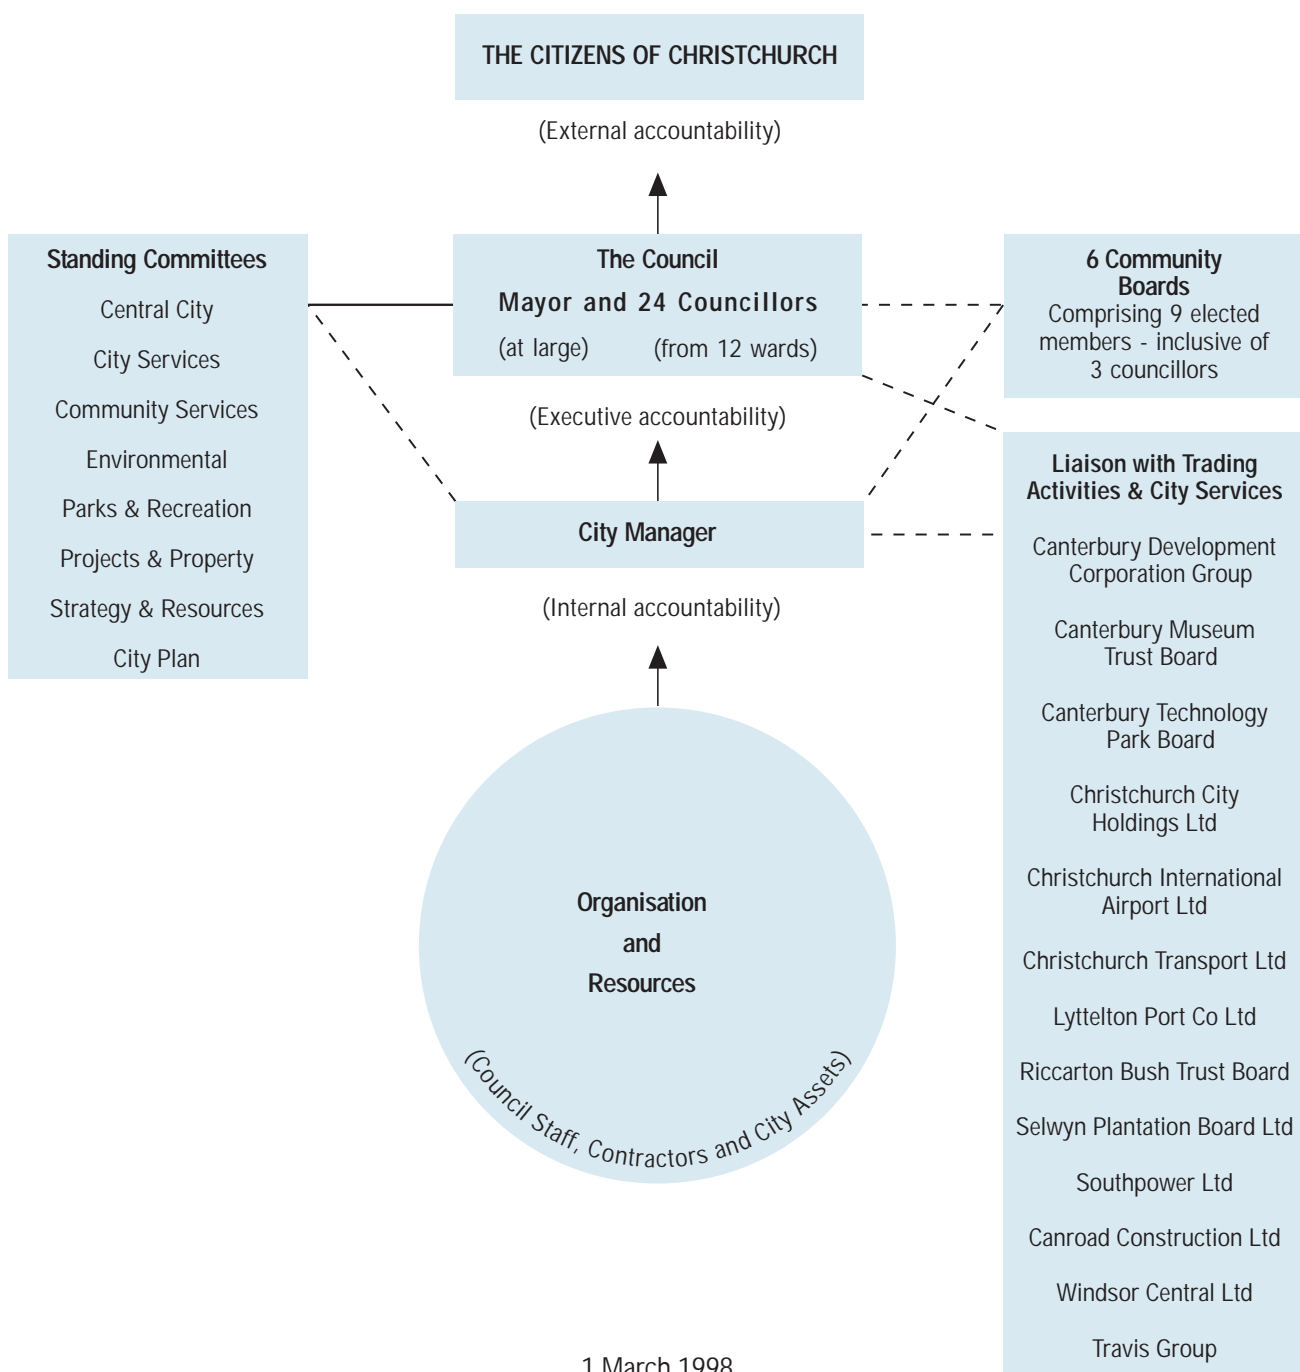 THE CITIZENS OF CHRISTCHURCH
(External accountability)
Standing Committees
Central City
City Services
Community Services
Environmental
Parks & Recreation
Projects & Property
Strategy & Resources
City Plan
The Council
Mayor and 24 Councillors
(at large) (from 12 wards)
(Executive accountability)
City Manager
(Internal accountability)
Organisation
and
Resources
(Council Staff, Contractors and City Assets)
6 Community
Boards
Comprising 9 elected
members - inclusive of
3 councillors
Liaison with Trading
Activities & City Services
Canterbury Development
Corporation Group
Canterbury Museum
Trust Board
Canterbury Technology
Park Board
Christchurch City
Holdings Ltd
Christchurch International
Airport Ltd
Christchurch Transport Ltd
Lyttelton Port Co Ltd
Riccarton Bush Trust Board
Selwyn Plantation Board Ltd
Southpower Ltd
Canroad Construction Ltd
Windsor Central Ltd
Travis Group
1 March 1998